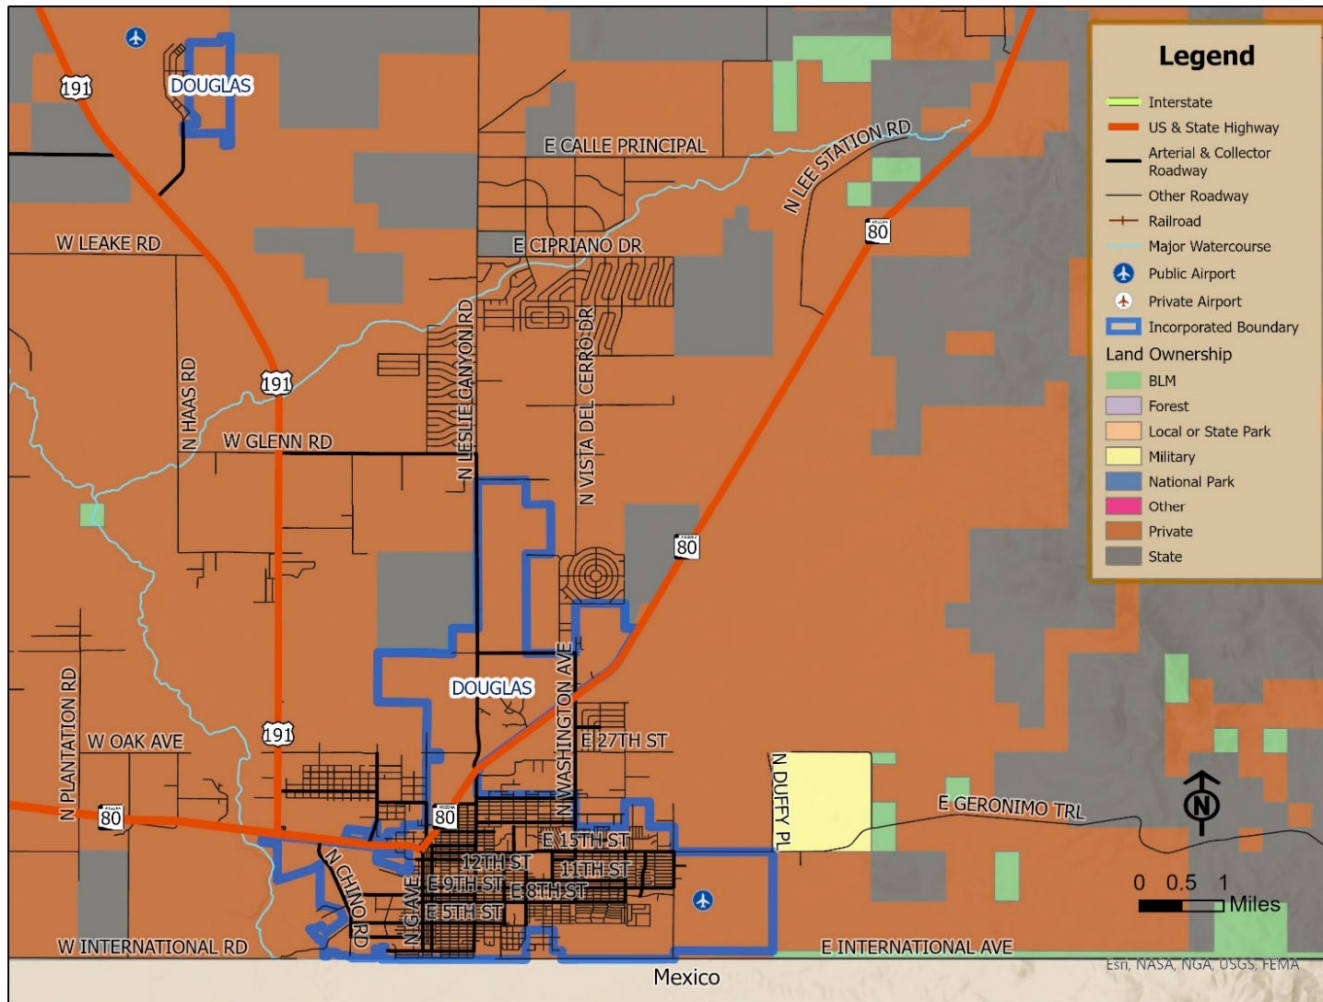 191
DOUGLAS
E CALLE PRINCIPAL
N LEE STATION RD
80
W LEAKE RD
E CIPRIANO DR
N LESLIE CANYON RD
N VISTA DEL CERRO DR
N HAAS RD
191
W GLENN RD
80
N PLANTATION RD
DOUGLAS
N WASHINGTON AVE
191
W OAK AVE
E 27TH ST
N DUFFY PL
E GERONIMO TRL
80
80
E 15TH ST
12TH ST
11TH ST
E 9TH ST
E 8TH ST
E 5TH ST
N CHINO RD
N G AVE
W INTERNATIONAL RD
E INTERNATIONAL AVE
Mexico
Legend
Interstate
US & State Highway
Arterial & Collector
Roadway
Other Roadway
Railroad
Major Watercourse
Public Airport
Private Airport
Incorporated Boundary
Land Ownership
BLM
Forest
Local or State Park
Military
National Park
Other
Private
State
N
0 0.5 1
Miles
Esri, NASA, NGA, USGS, FEMA